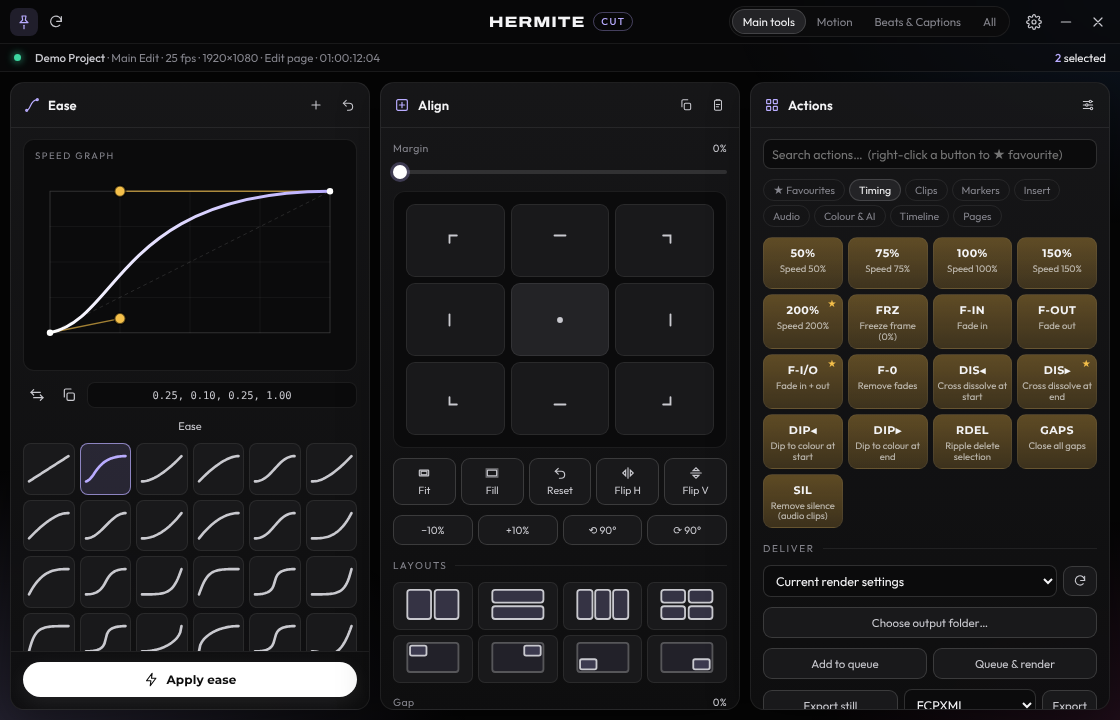 HERMITE CUT
Main tools Motion Beats & Captions All
Demo Project · Main Edit · 25 fps · 1920×1080 · Edit page · 01:00:12:04
2 selected
Ease
SPEED GRAPH
0.25, 0.10, 0.25, 1.00
Ease
Apply ease
Align
Margin 0%
Fit Fill Reset Flip H Flip V
−10% +10% ⟲ 90° ⟳ 90°
LAYOUTS
Gap 0%
Actions
Search actions… (right-click a button to ★ favourite)
★ Favourites Timing Clips Markers Insert
Audio Colour & AI Timeline Pages
50% 75% 100% 150%
Speed 50% Speed 75% Speed 100% Speed 150%
200% ★ FRZ F-IN F-OUT
Speed 200% Freeze frame (0%) Fade in Fade out
F-I/O ★ F-0 DIS◂ DIS▸ ★
Fade in + out Remove fades Cross dissolve at start Cross dissolve at end
DIP◂ DIP▸ RDEL GAPS
Dip to colour at start Dip to colour at end Ripple delete selection Close all gaps
SIL
Remove silence (audio clips)
DELIVER
Current render settings
Choose output folder…
Add to queue Queue & render
Export still FCPXML Export